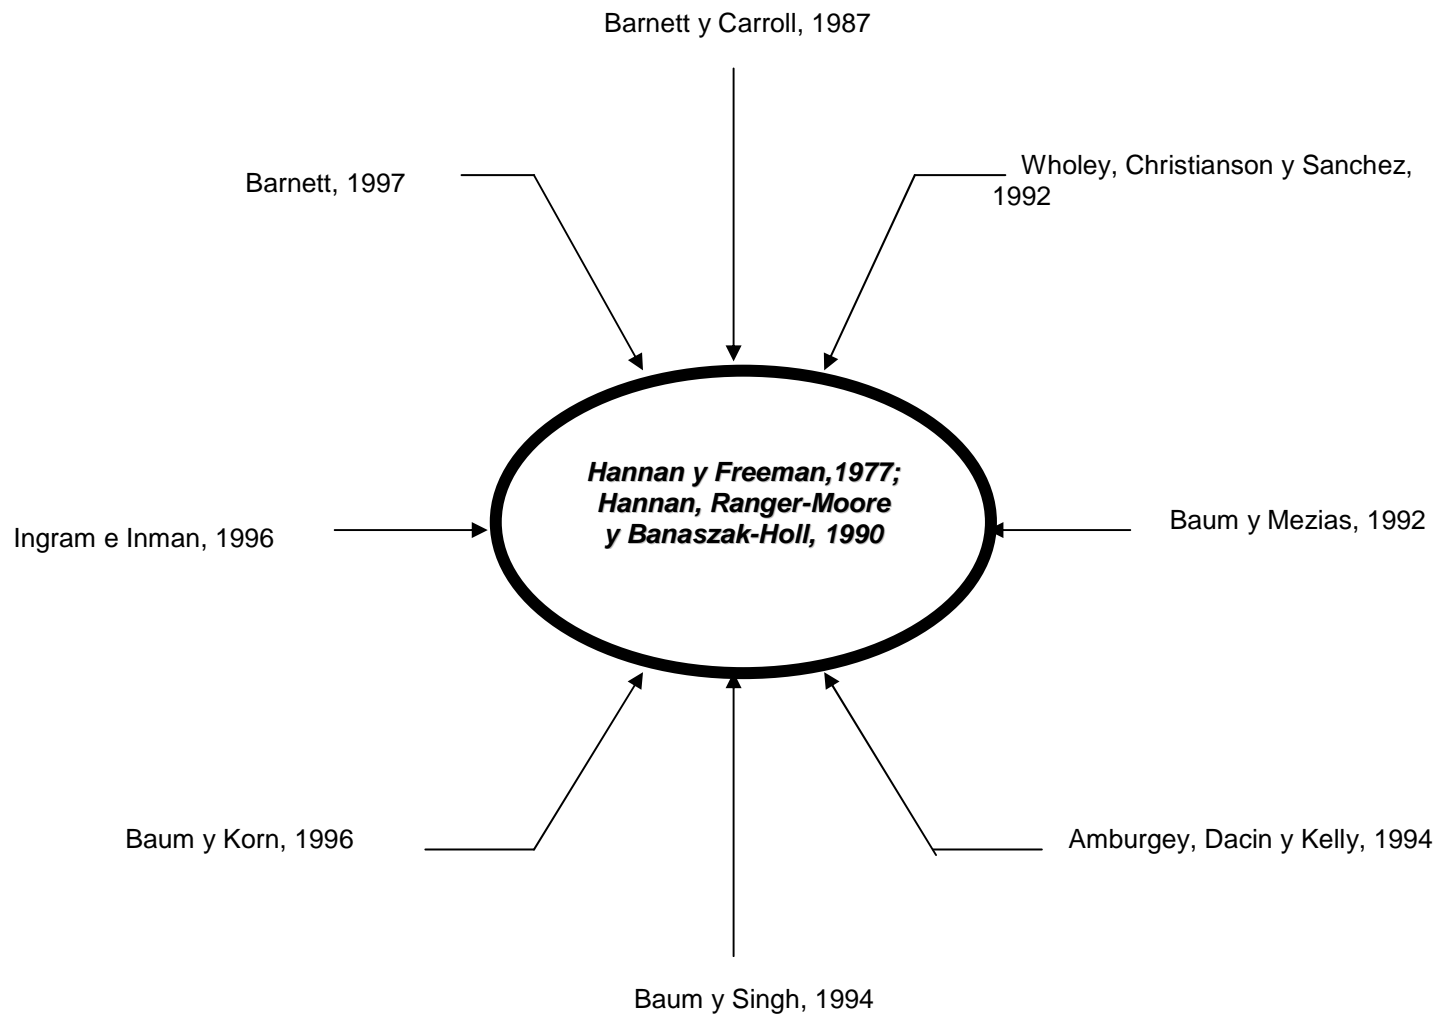 Barnett y Carroll, 1987
Wholey, Christianson y Sanchez,
1992
Barnett, 1997
Hannan y Freeman,1977;
Hannan, Ranger-Moore
y Banaszak-Holl, 1990
Baum y Mezias, 1992
Ingram e Inman, 1996
Baum y Korn, 1996
Amburgey, Dacin y Kelly, 1994
Baum y Singh, 1994